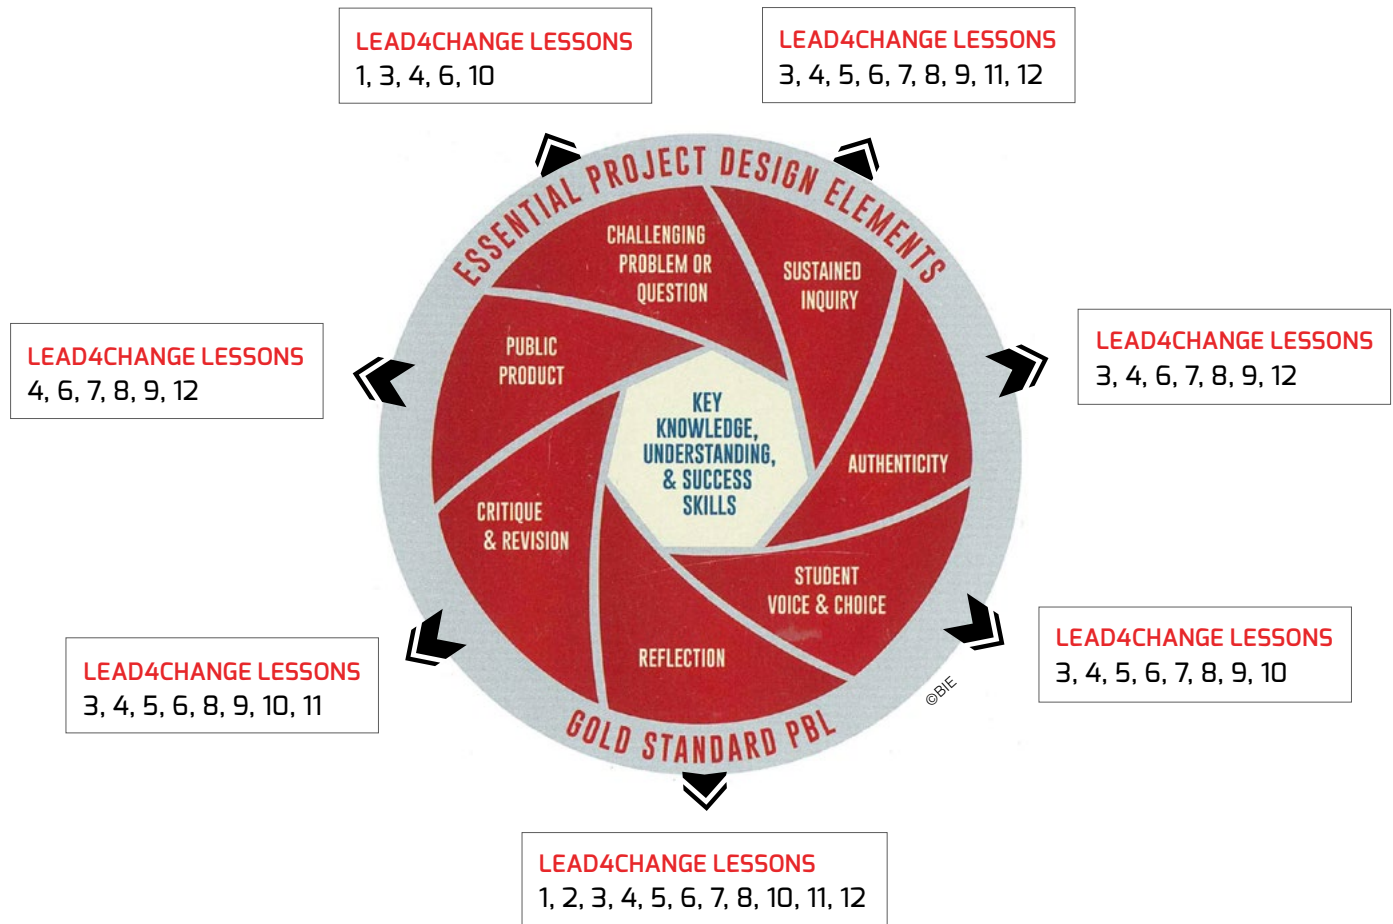 LEAD4CHANGE LESSONS
1, 3, 4, 6, 10
LEAD4CHANGE LESSONS
3, 4, 5, 6, 7, 8, 9, 11, 12
ESSENTIAL PROJECT DESIGN ELEMENTS
CHALLENGING
PROBLEM OR
QUESTION
SUSTAINED
INQUIRY
LEAD4CHANGE LESSONS
4, 6, 7, 8, 9, 12
PUBLIC
PRODUCT
LEAD4CHANGE LESSONS
3, 4, 6, 7, 8, 9, 12
KEY
KNOWLEDGE,
UNDERSTANDING,
& SUCCESS
SKILLS
AUTHENTICITY
CRITIQUE
& REVISION
STUDENT
VOICE & CHOICE
REFLECTION
LEAD4CHANGE LESSONS
3, 4, 5, 6, 8, 9, 10, 11
LEAD4CHANGE LESSONS
3, 4, 5, 6, 7, 8, 9, 10
©BIE
GOLD STANDARD PBL
LEAD4CHANGE LESSONS
1, 2, 3, 4, 5, 6, 7, 8, 10, 11, 12